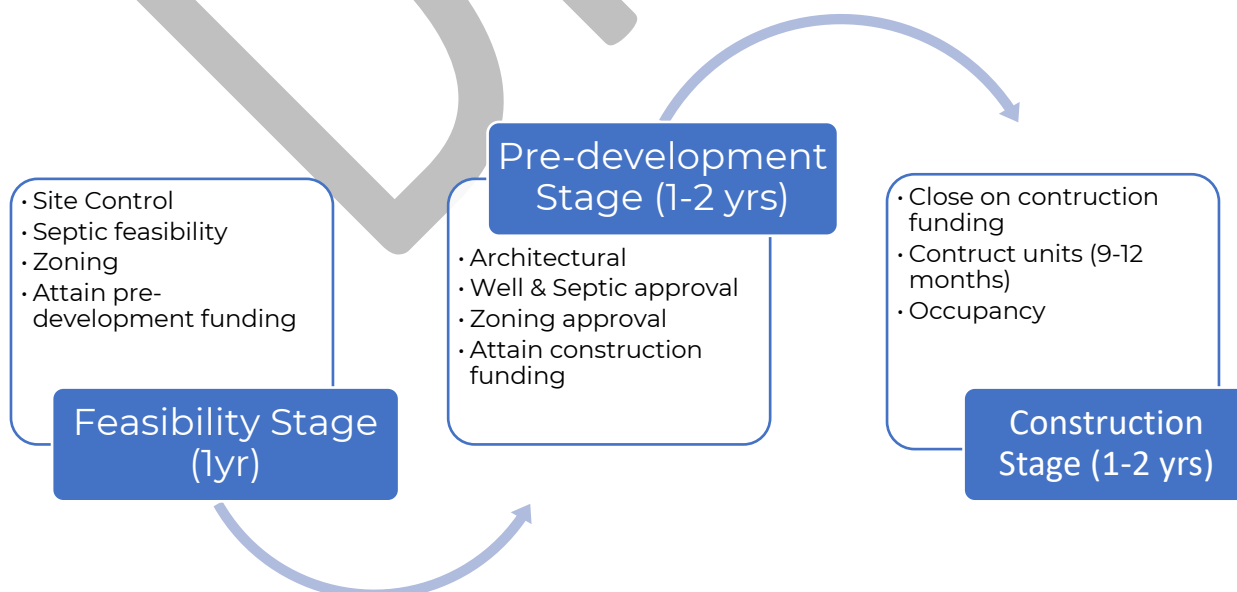 · Site Control
· Septic feasibility
· Zoning
· Attain pre-
development funding
Feasibility Stage
(1yr)
Pre-development
Stage (1-2 yrs)
· Architectural
· Well & Septic approval
· Zoning approval
· Attain construction
funding
· Close on contruction
funding
· Contruct units (9-12
months)
· Occupancy
Construction
Stage (1-2 yrs)